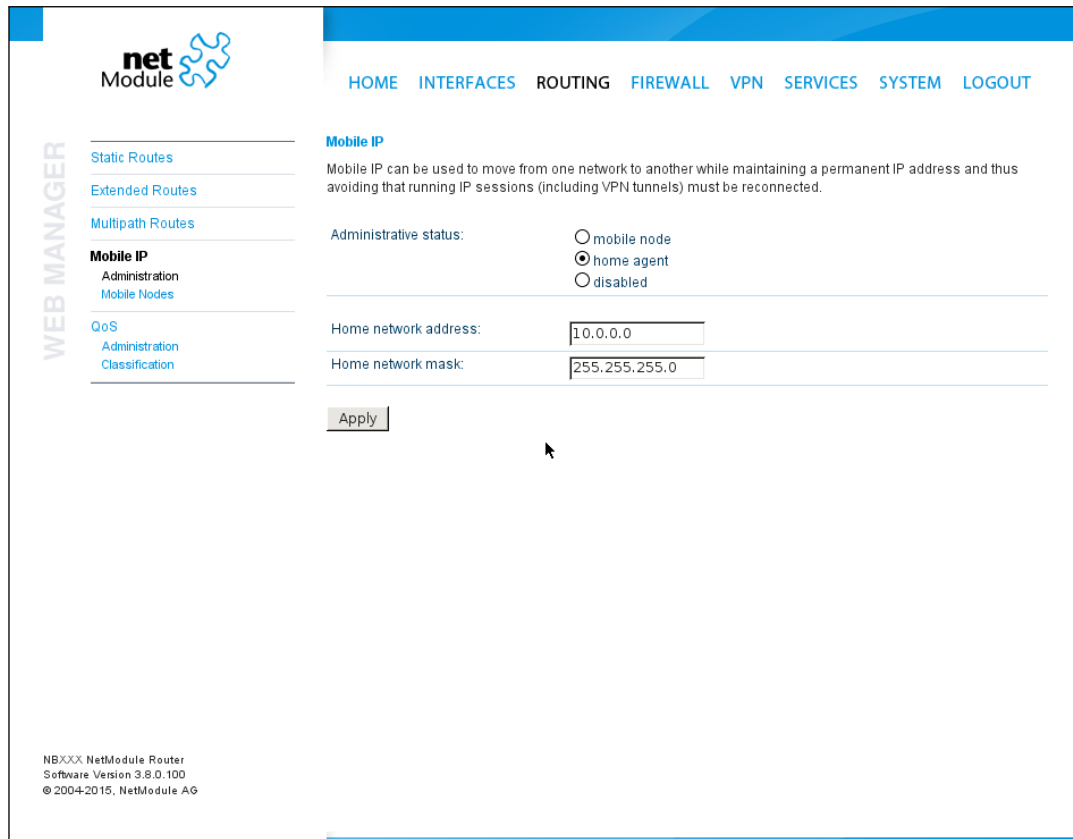 net
Module
HOME INTERFACES ROUTING FIREWALL VPN SERVICES SYSTEM LOGOUT
WEB MANAGER
Static Routes
Extended Routes
Multipath Routes
Mobile IP
Administration
Mobile Nodes
QoS
Administration
Classification
Mobile IP
Mobile IP can be used to move from one network to another while maintaining a permanent IP address and thus
avoiding that running IP sessions (including VPN tunnels) must be reconnected.
Administrative status:
mobile node
home agent
disabled
Home network address: 10.0.0.0
Home network mask: 255.255.255.0
Apply
NBXXX NetModule Router
Software Version 3.8.0.100
© 2004-2015, NetModule AG